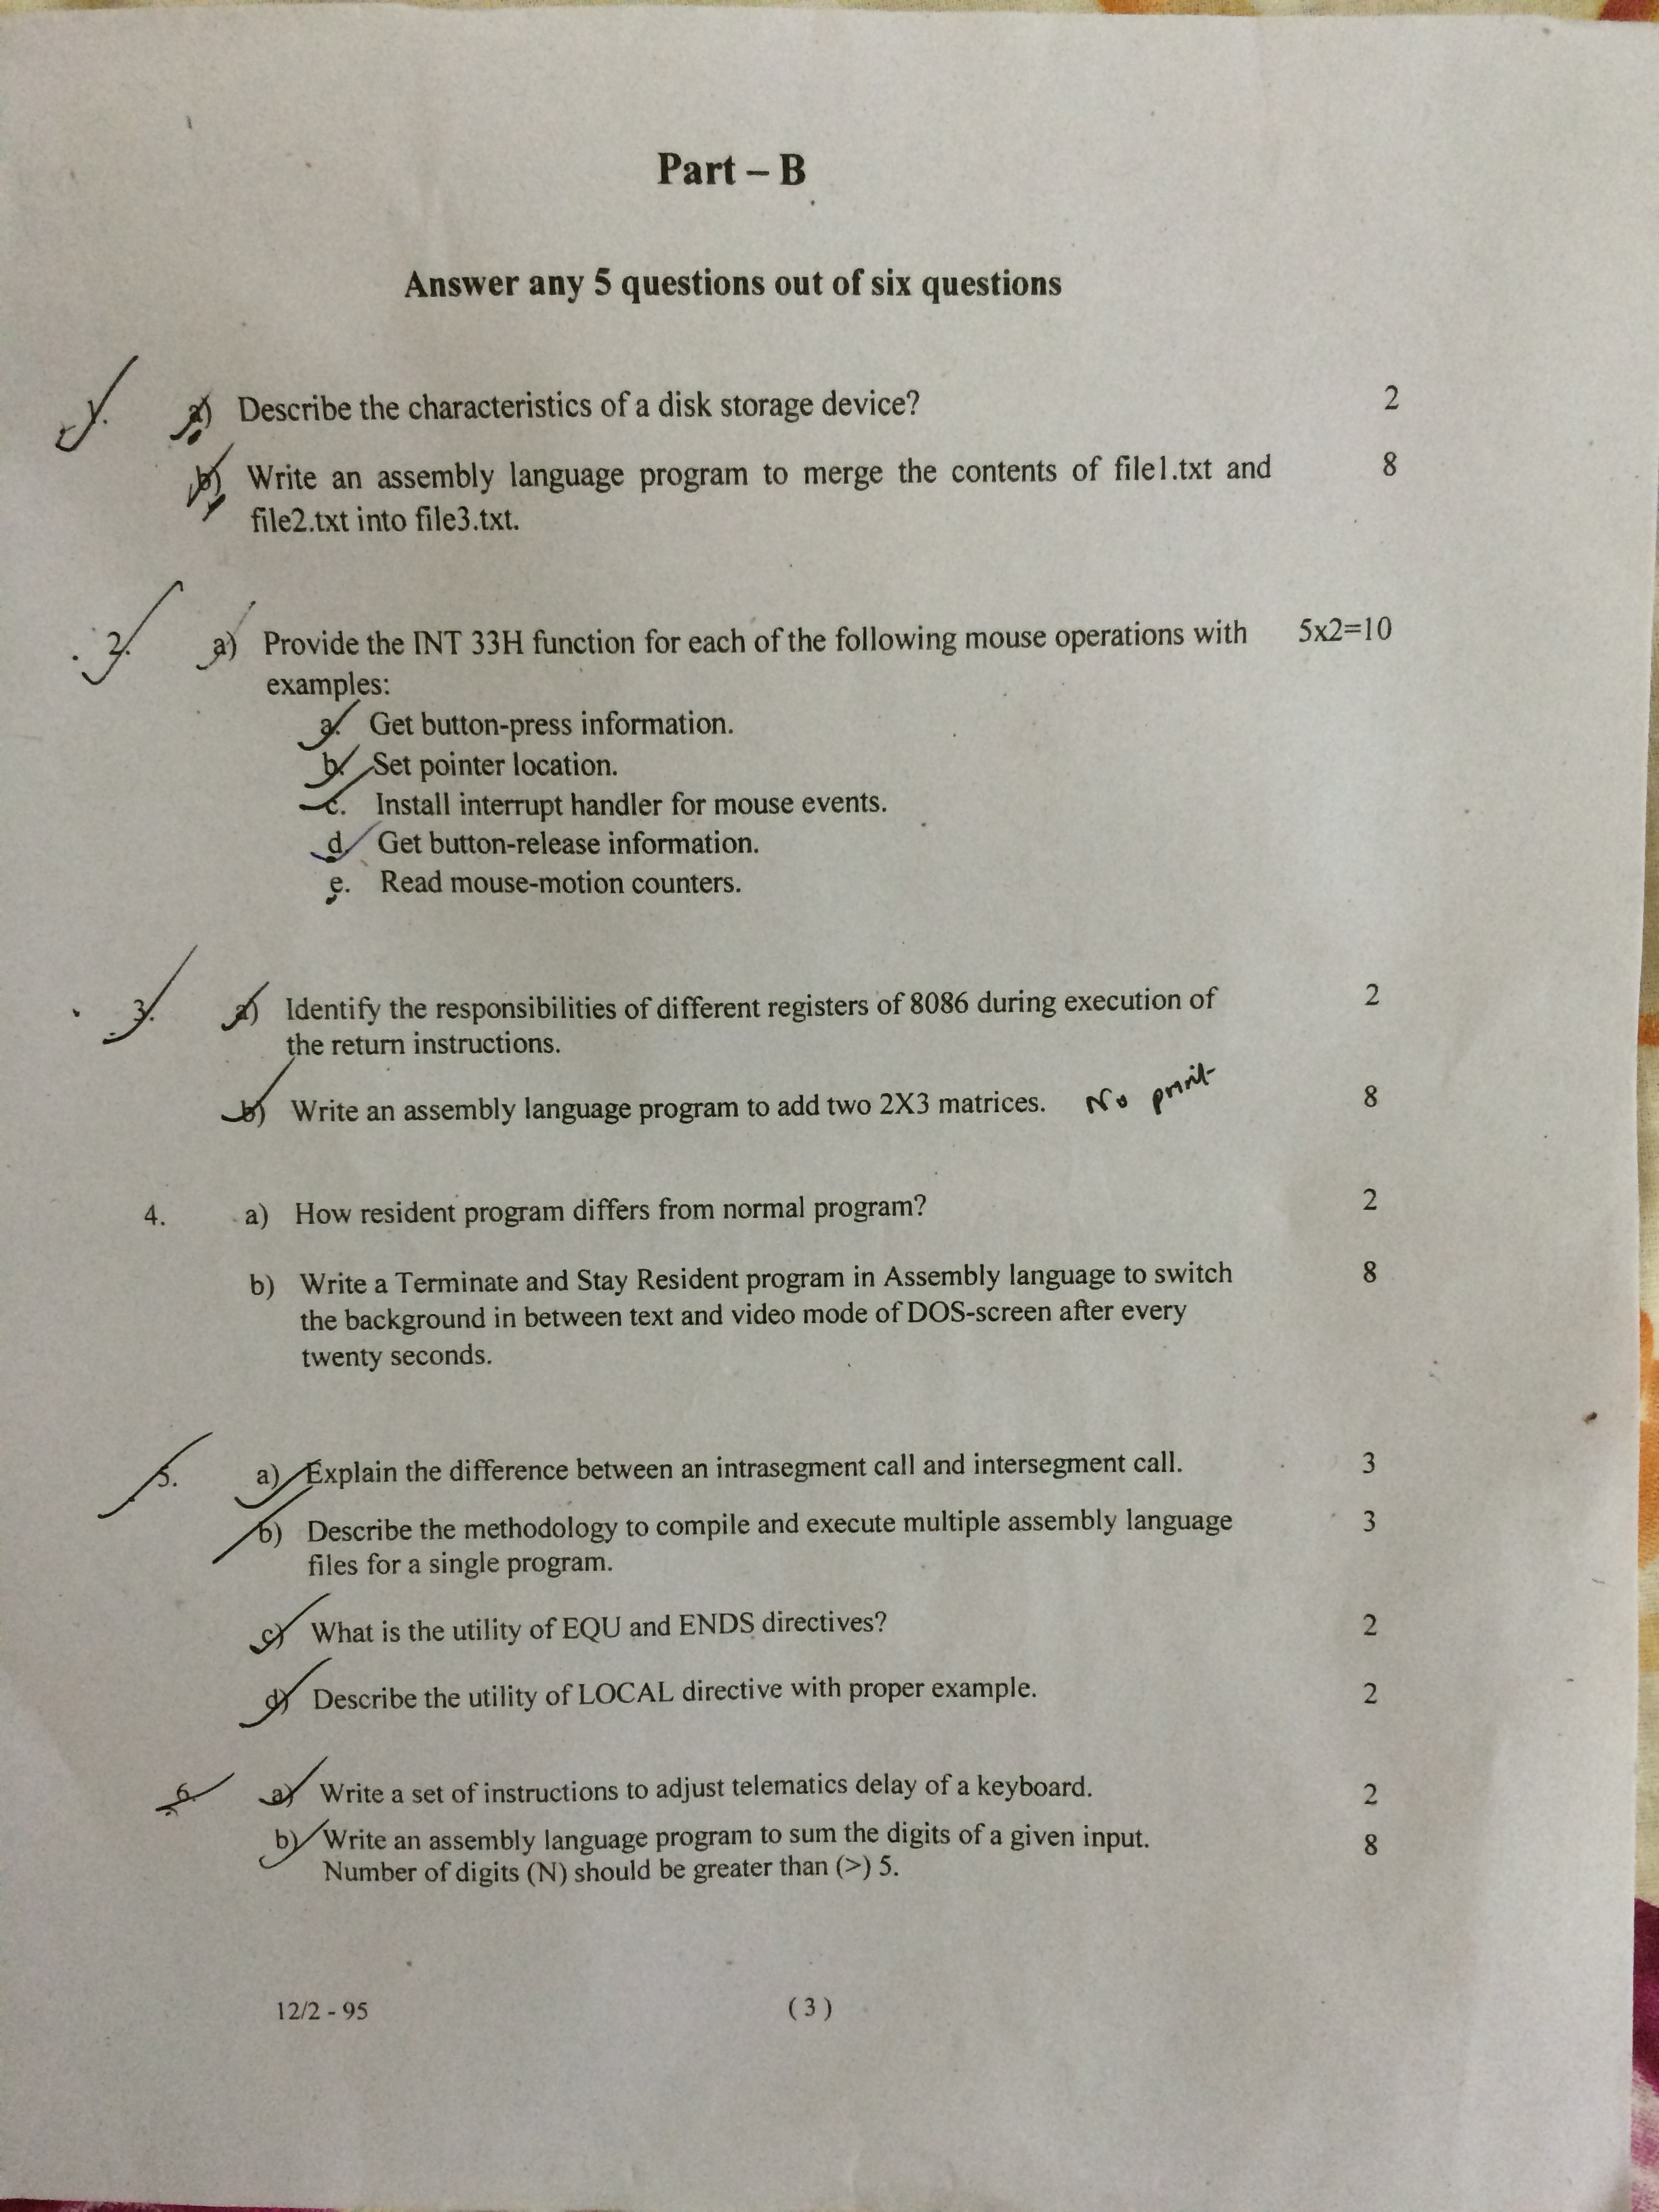 Part – B
Answer any 5 questions out of six questions
1. a) Describe the characteristics of a disk storage device? 2
b) Write an assembly language program to merge the contents of file1.txt and 8
file2.txt into file3.txt.
2. a) Provide the INT 33H function for each of the following mouse operations with 5x2=10
examples:
a. Get button-press information.
b. Set pointer location.
c. Install interrupt handler for mouse events.
d. Get button-release information.
e. Read mouse-motion counters.
3. a) Identify the responsibilities of different registers of 8086 during execution of 2
the return instructions.
b) Write an assembly language program to add two 2X3 matrices. No print 8
4. a) How resident program differs from normal program? 2
b) Write a Terminate and Stay Resident program in Assembly language to switch 8
the background in between text and video mode of DOS-screen after every
twenty seconds.
5. a) Explain the difference between an intrasegment call and intersegment call. 3
b) Describe the methodology to compile and execute multiple assembly language 3
files for a single program.
c) What is the utility of EQU and ENDS directives? 2
d) Describe the utility of LOCAL directive with proper example. 2
6. a) Write a set of instructions to adjust telematics delay of a keyboard. 2
b) Write an assembly language program to sum the digits of a given input. 8
Number of digits (N) should be greater than (>) 5.
12/2 - 95 ( 3 )